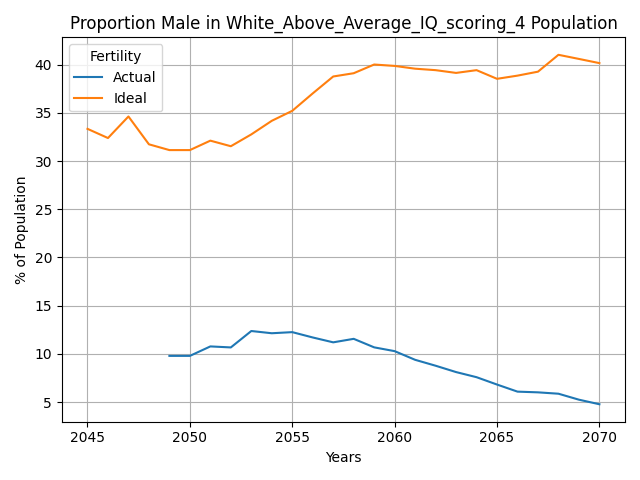 Proportion Male in White_Above_Average_IQ_scoring_4 Population
Fertility
Actual
Ideal
% of Population
40
35
30
25
20
15
10
5
2045 2050 2055 2060 2065 2070
Years